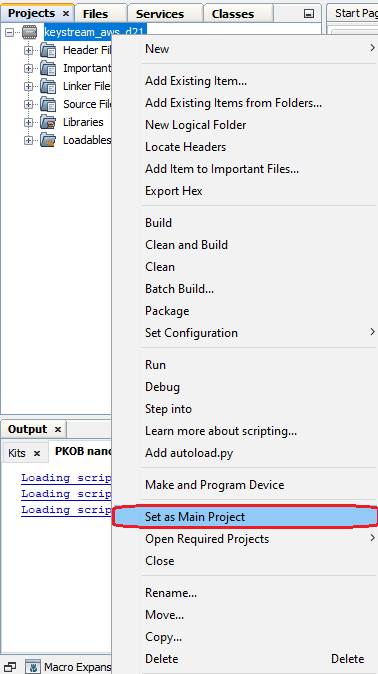 Projects × Files Services Classes Start Pag
keystream_aws_d21
Header Fil
Important
Linker File
Source File
Libraries
Loadables
New
Add Existing Item...
Add Existing Items from Folders...
New Logical Folder
Locate Headers
Add Item to Important Files...
Export Hex
Build
Clean and Build
Clean
Batch Build...
Package
Set Configuration
Run
Debug
Step into
Learn more about scripting...
Add autoload.py
Make and Program Device
Set as Main Project
Open Required Projects
Close
Rename...
Move...
Copy...
Delete Delete
Output ×
Kits × PKOB nano
Loading scrip
Loading scrip
Loading scrip
Macro Expans